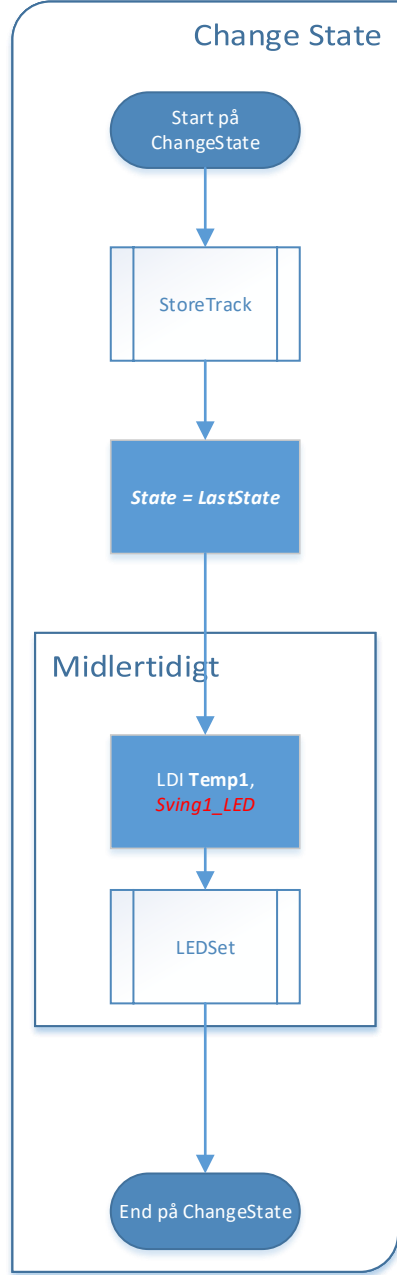 Change State
Start på
ChangeState
StoreTrack
State = LastState
Midlertidigt
LDI Temp1,
Sving1_LED
LEDSet
End på ChangeState